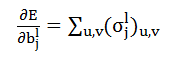 ∂E/∂b_j^l = ∑_{u,v}(σ_j^l)_{u,v}